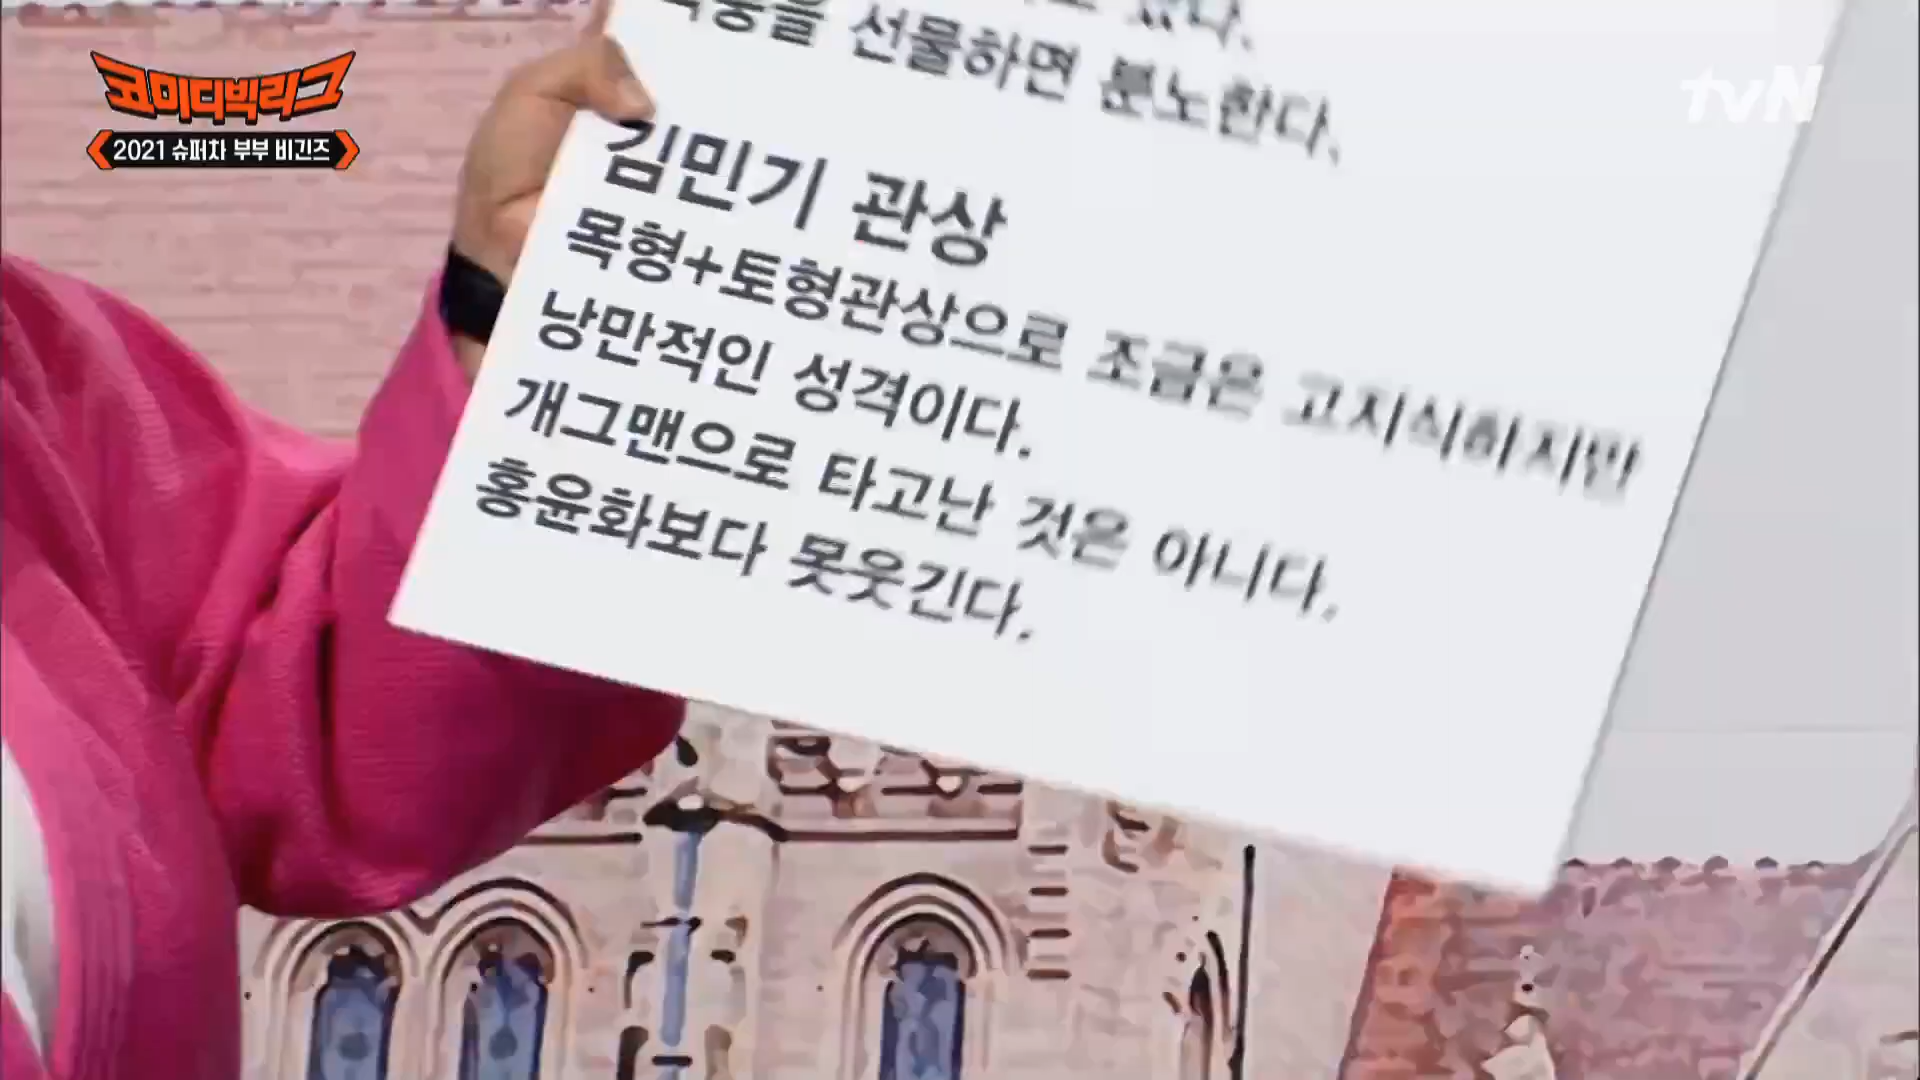 코미디빅리그
2021 슈퍼차 부부 비긴즈
tvN
선물하면 분노한다.
김민기 관상
목형+토형관상으로 조금은 고지식하지만
낭만적인 성격이다.
개그맨으로 타고난 것은 아니다.
홍윤화보다 못웃긴다.